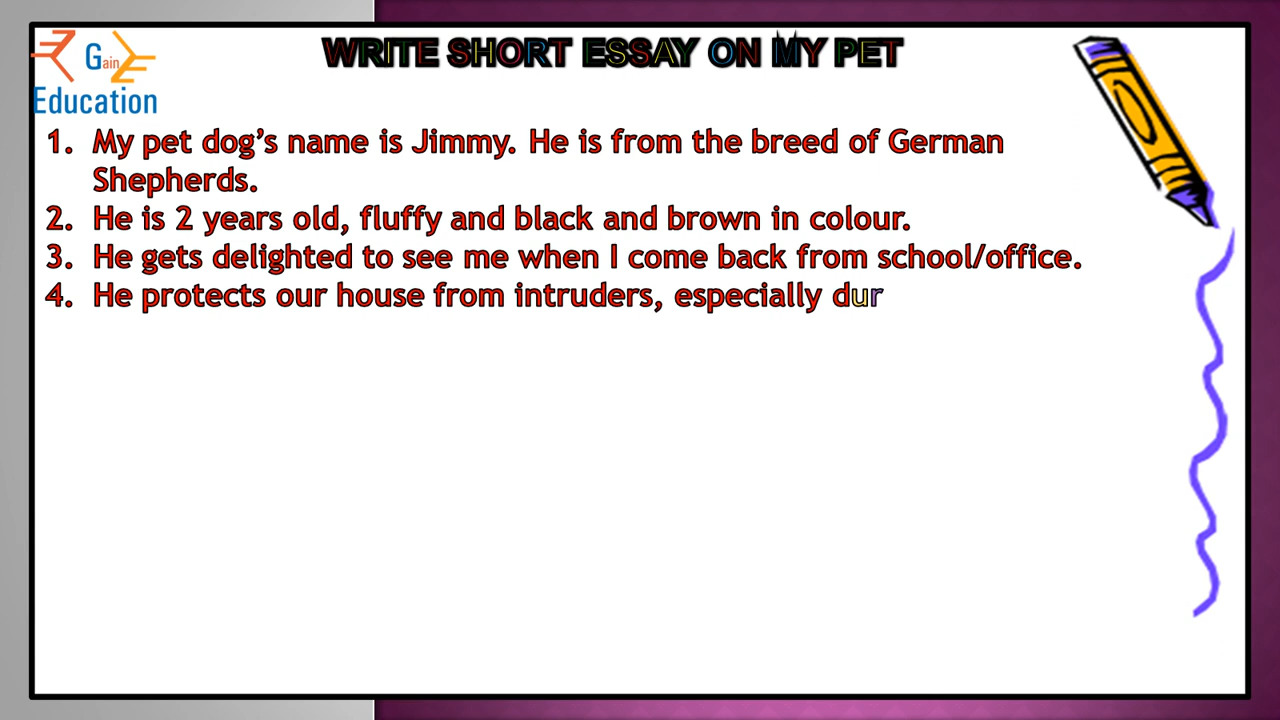 Gain
Education
WRITE SHORT ESSAY ON MY PET
1. My pet dog’s name is Jimmy. He is from the breed of German
Shepherds.
2. He is 2 years old, fluffy and black and brown in colour.
3. He gets delighted to see me when I come back from school/office.
4. He protects our house from intruders, especially dur